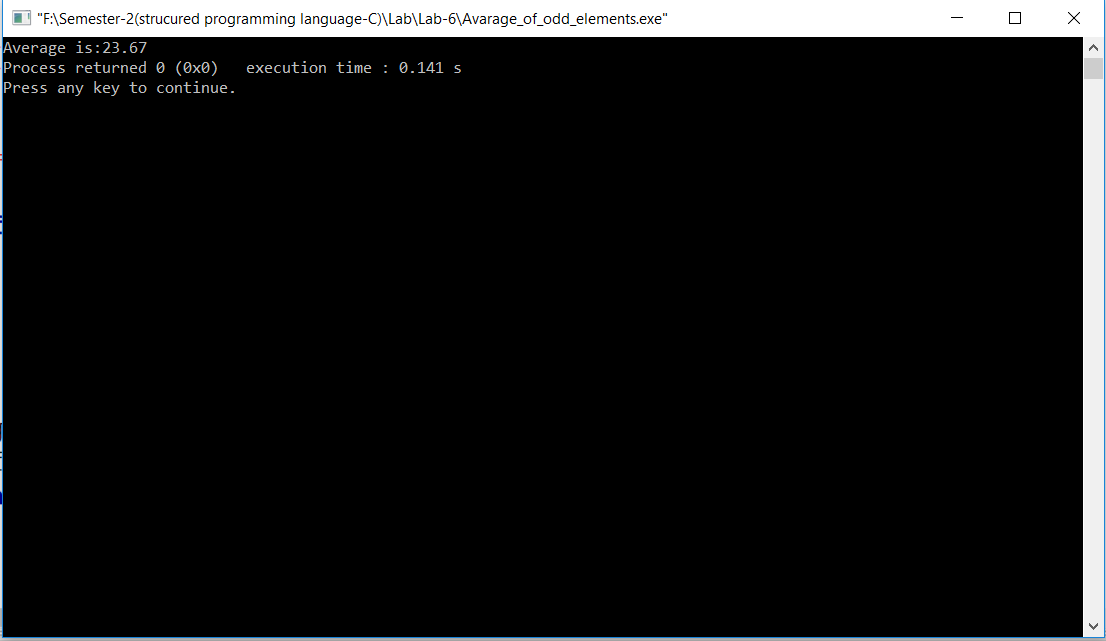 "F:\Semester-2(strucured programming language-C)\Lab\Lab-6\Avarage_of_odd_elements.exe"
Average is:23.67
Process returned 0 (0x0)   execution time : 0.141 s
Press any key to continue.